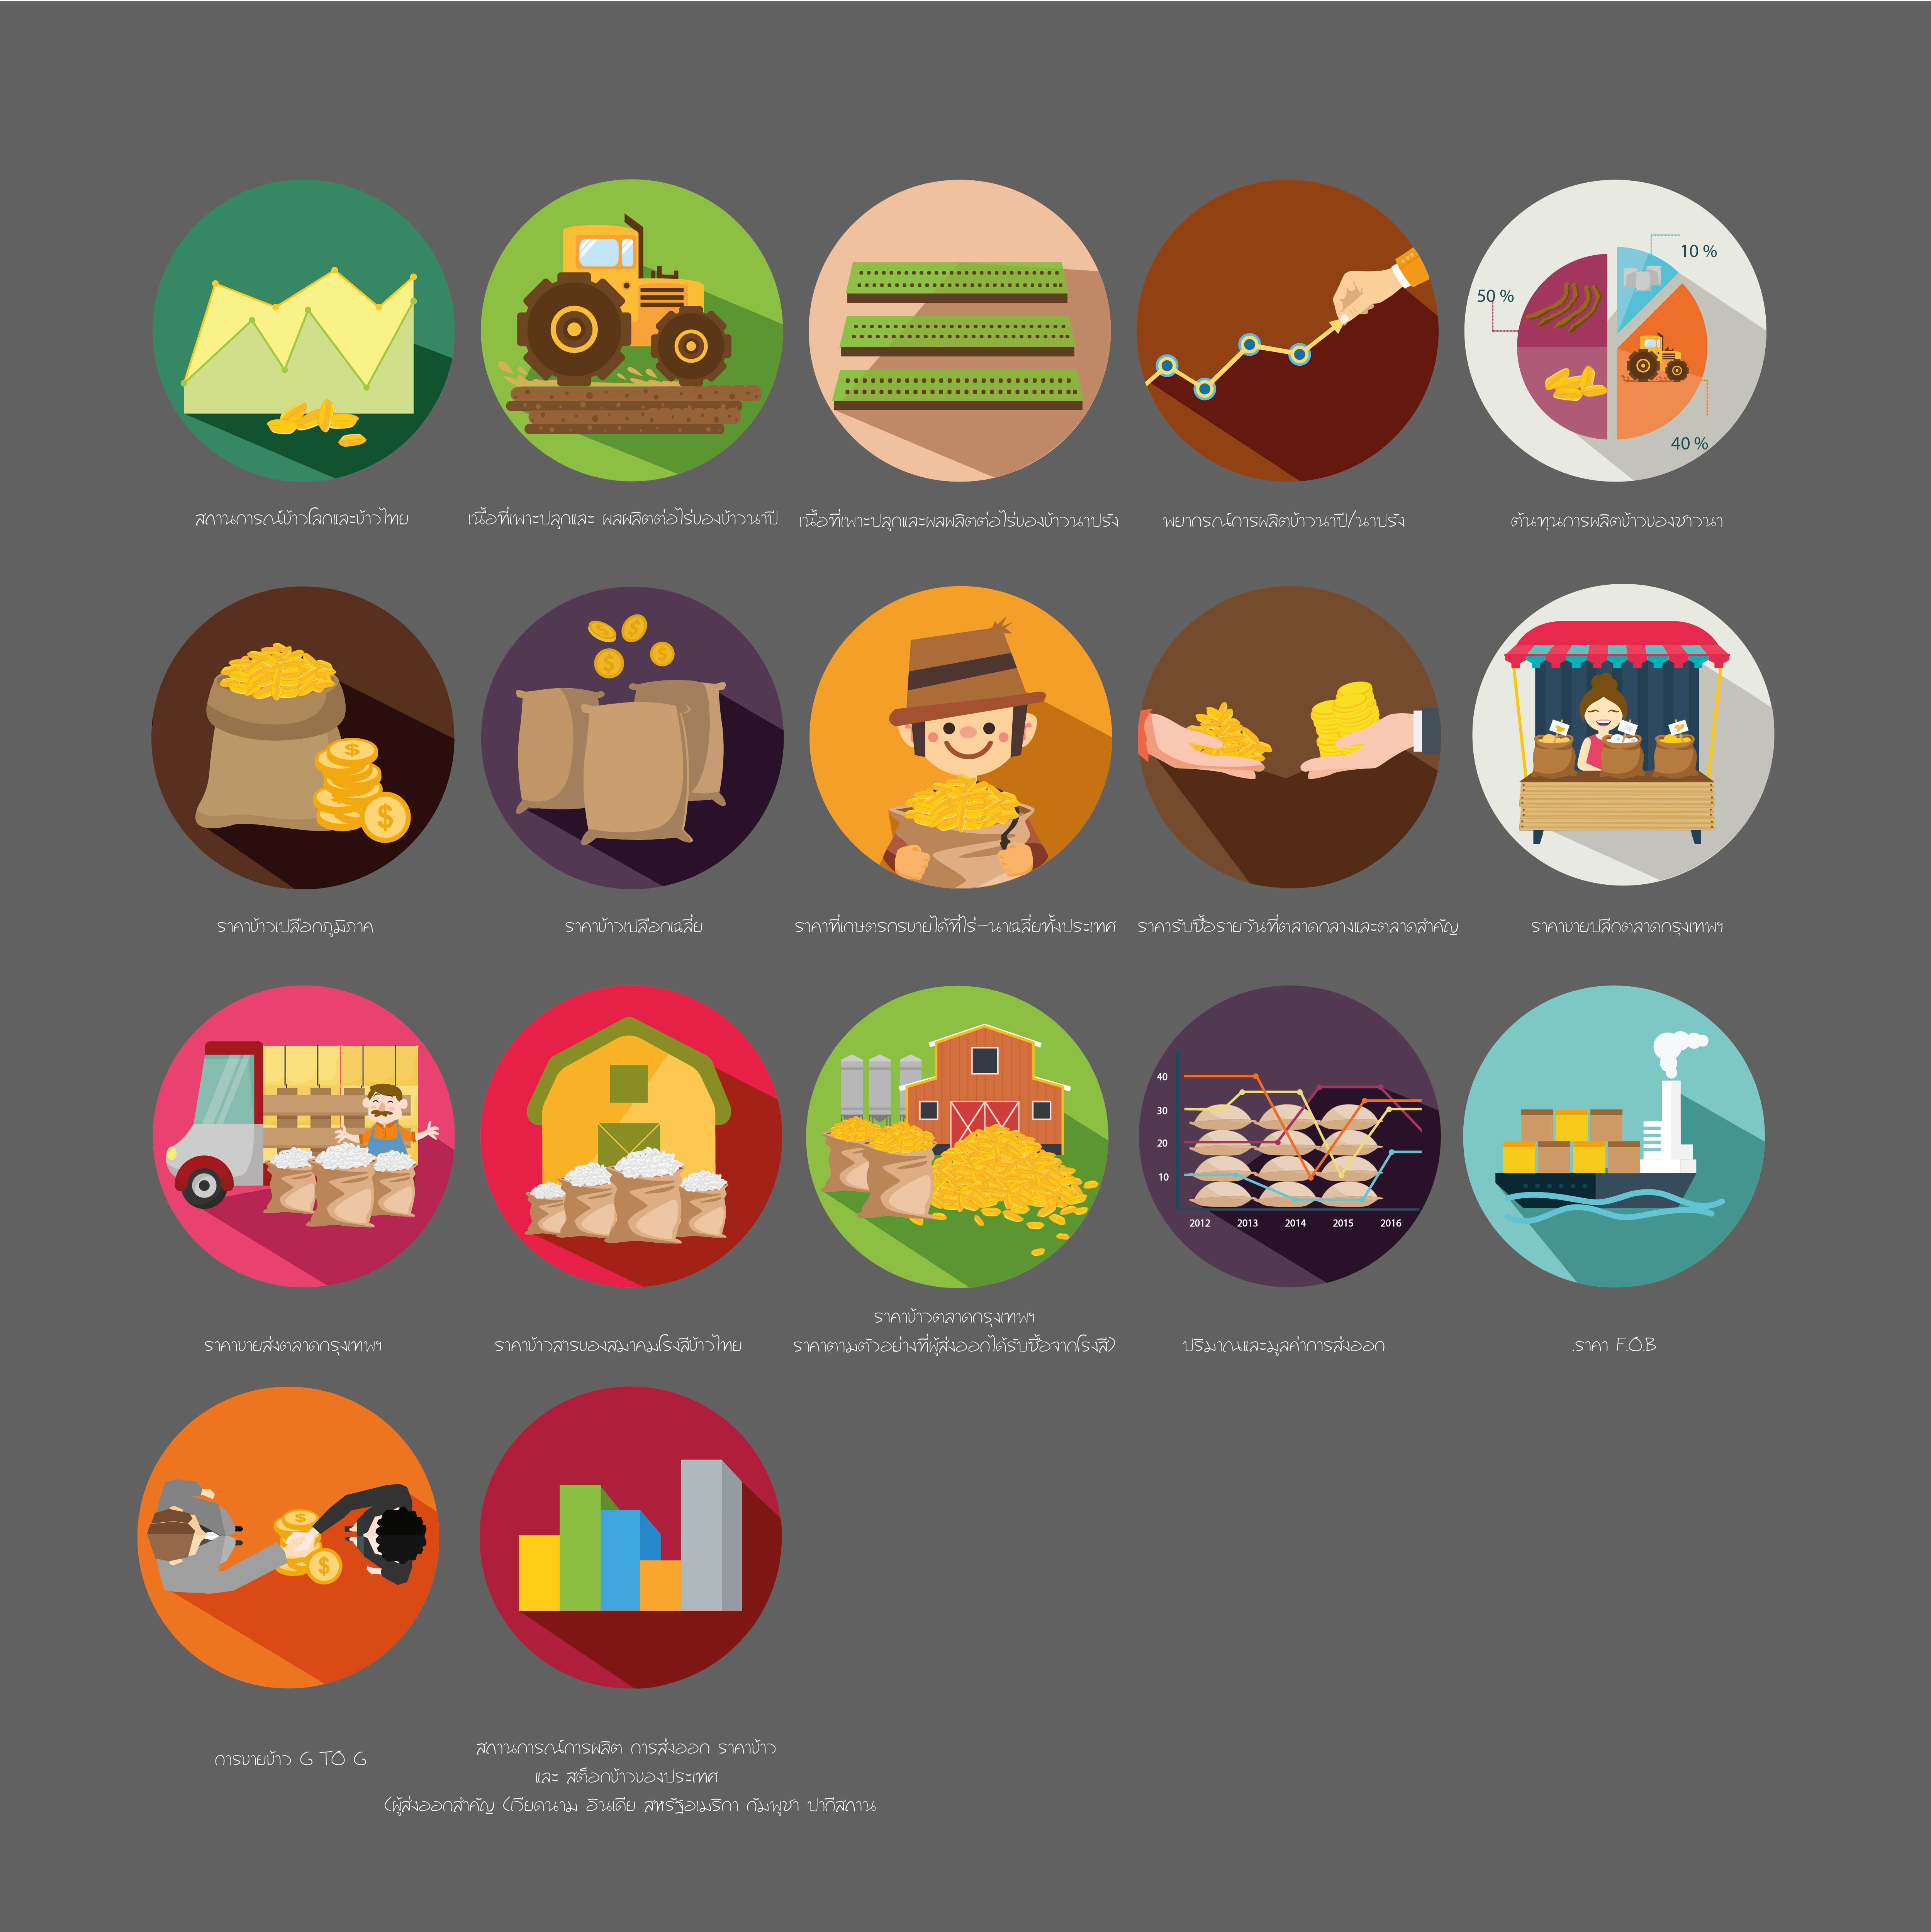 10 %
50 %
40 %
สถานการณ์ข้าวโลกและข้าวไทย
เนื้อที่เพาะปลูกและ ผลผลิตต่อไร่ของข้าวนาปี
เนื้อที่เพาะปลูกและผลผลิตต่อไร่ของข้าวนาปรัง
พยากรณ์การผลิตข้าวนาปี/นาปรัง
ต้นทุนการผลิตข้าวของชาวนา
ราคาข้าวเปลือกภูมิภาค
ราคาข้าวเปลือกเฉลี่ย
ราคาที่เกษตรกรขายได้ที่ไร่-นาเฉลี่ยทั้งประเทศ
ราคารับซื้อรายวันที่ตลาดกลางและตลาดสำคัญ
ราคาขายปลีกตลาดกรุงเทพฯ
40
30
20
10
2012 2013 2014 2015 2016
ราคาขายส่งตลาดกรุงเทพฯ
ราคาข้าวสารของสมาคมโรงสีข้าวไทย
ราคาข้าวตลาดกรุงเทพฯ
ราคาตามตัวอย่างที่ผู้ส่งออกได้รับซื้อจากโรงสี)
ปริมาณและมูลค่าการส่งออก
.ราคา F.O.B
การขายข้าว G TO G
สถานการณ์การผลิต การส่งออก ราคาข้าว
และ สต็อกข้าวของประเทศ
(ผู้ส่งออกสำคัญ (เวียดนาม อินเดีย สหรัฐอเมริกา กัมพูชา ปากีสถาน